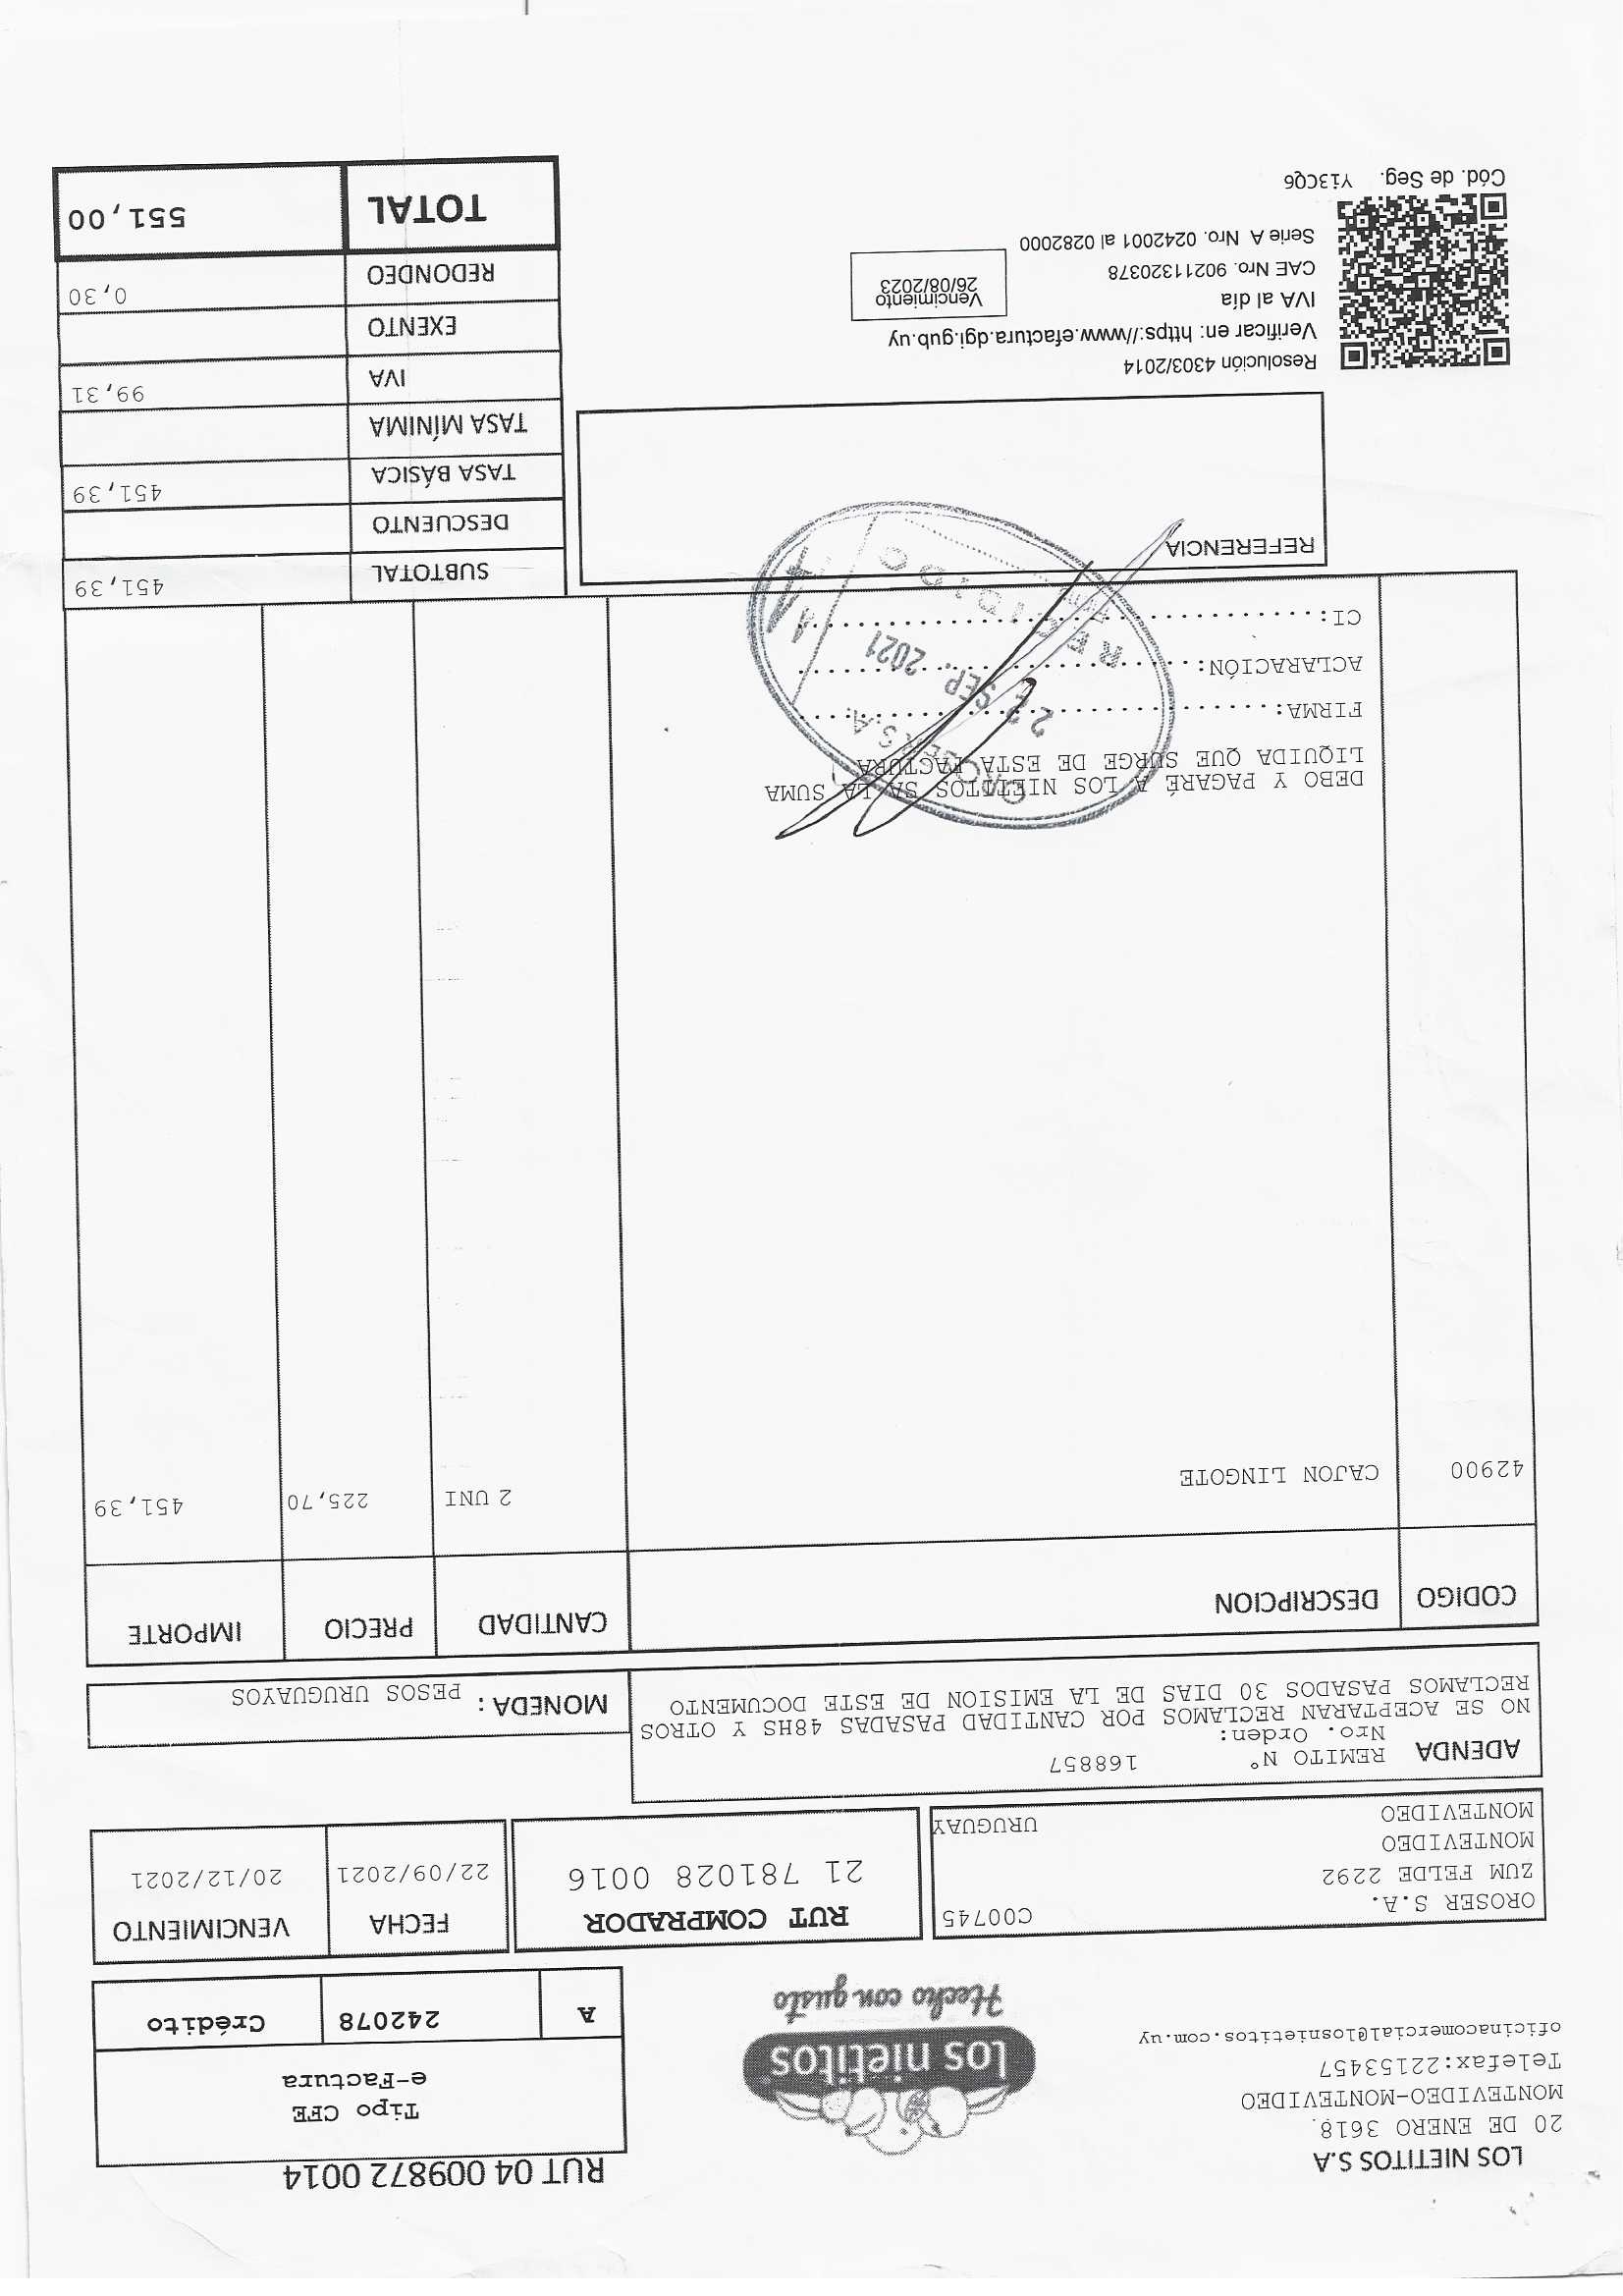 LOS NIETITOS S.A
20 DE ENERO 3618.
MONTEVIDEO-MONTEVIDEO
Telefax:22153457
oficinacomercial@losnietitos.com.uy
los nietitos
Hecho con gusto
RUT 04 009872 0014
Tipo CFE
e-Factura
A 242078 Crédito
OROSER S.A. C00745
ZUM FELDE 2292
MONTEVIDEO
MONTEVIDEO URUGUAY
RUT COMPRADOR
21 781028 0016
FECHA VENCIMIENTO
22/09/2021 20/12/2021
ADENDA REMITO N° 168857
Nro. Orden:
NO SE ACEPTARAN RECLAMOS POR CANTIDAD PASADAS 48HS Y OTROS
RECLAMOS PASADOS 30 DIAS DE LA EMISION DE ESTE DOCUMENTO
MONEDA: PESOS URUGUAYOS
CODIGO DESCRIPCION CANTIDAD PRECIO IMPORTE
42900 CAJON LINGOTE 2 UNI 225,70 451,39
DEBO Y PAGARÉ A LOS NIETITOS SA LA SUMA
LIQUIDA QUE SURGE DE ESTA FACTURA
FIRMA:
ACLARACIÓN:
CI:
OROSER S.A.
22 SEP. 2021
RECIBIDO
REFERENCIA
SUBTOTAL 451,39
DESCUENTO
TASA BÁSICA 451,39
TASA MÍNIMA
IVA 99,31
EXENTO
REDONDEO 0,30
TOTAL 551,00
Resolución 4303/2014
Verificar en: https://www.efactura.dgi.gub.uy
IVA al día
CAE Nro. 90211320378
Serie A Nro. 0242001 al 0282000
Vencimiento
26/08/2023
Cód. de Seg. Yi3CQ6